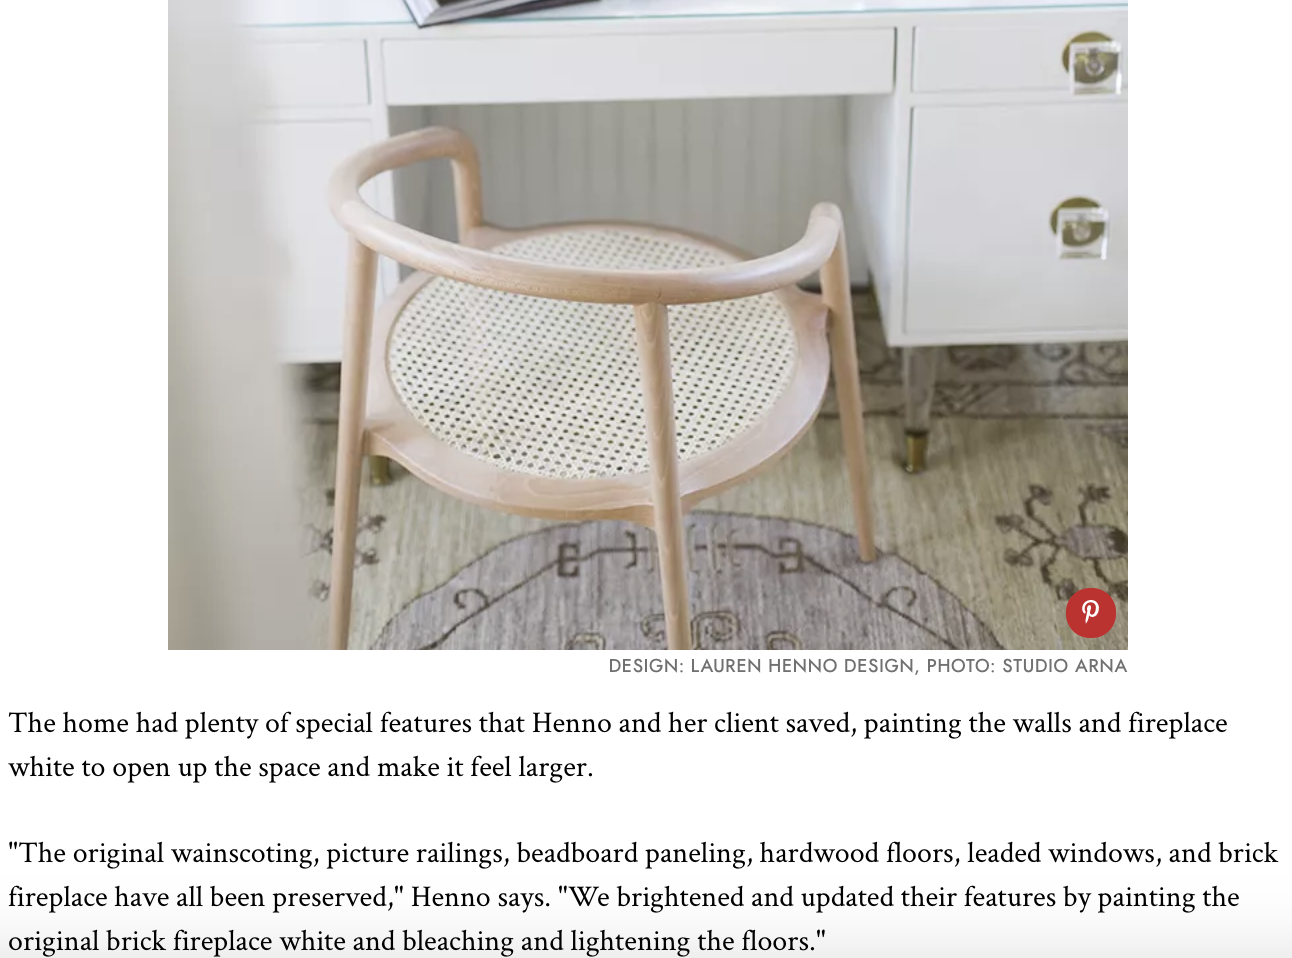 DESIGN: LAUREN HENNO DESIGN, PHOTO: STUDIO ARNA
The home had plenty of special features that Henno and her client saved, painting the walls and fireplace
white to open up the space and make it feel larger.
"The original wainscoting, picture railings, beadboard paneling, hardwood floors, leaded windows, and brick
fireplace have all been preserved," Henno says. "We brightened and updated their features by painting the
original brick fireplace white and bleaching and lightening the floors."